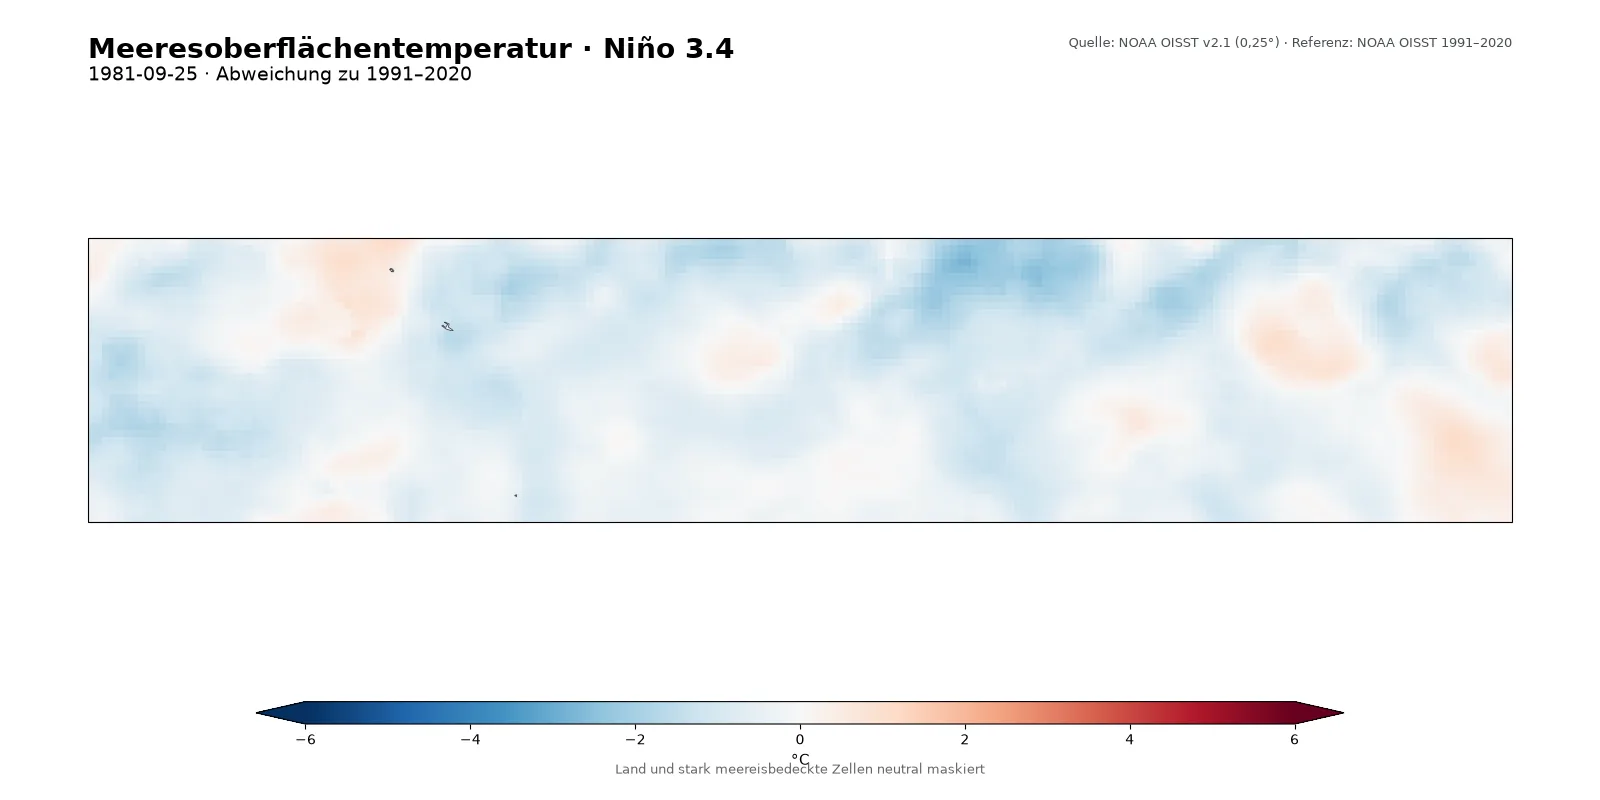 Meeresoberflächentemperatur · Niño 3.4
1981-09-25 · Abweichung zu 1991–2020
Quelle: NOAA OISST v2.1 (0,25°) · Referenz: NOAA OISST 1991–2020
−6 −4 −2 0 2 4 6
°C
Land und stark meereisbedeckte Zellen neutral maskiert